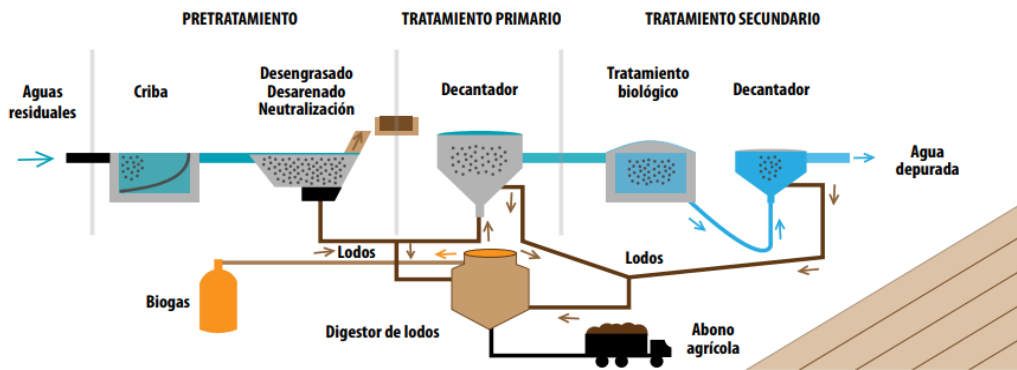 PRETRATAMIENTO
TRATAMIENTO PRIMARIO
TRATAMIENTO SECUNDARIO
Aguas
residuales
Criba
Desengrasado
Desarenado
Neutralización
Decantador
Tratamiento
biológico
Decantador
Agua
depurada
Lodos
Lodos
Biogas
Digestor de lodos
Abono
agrícola